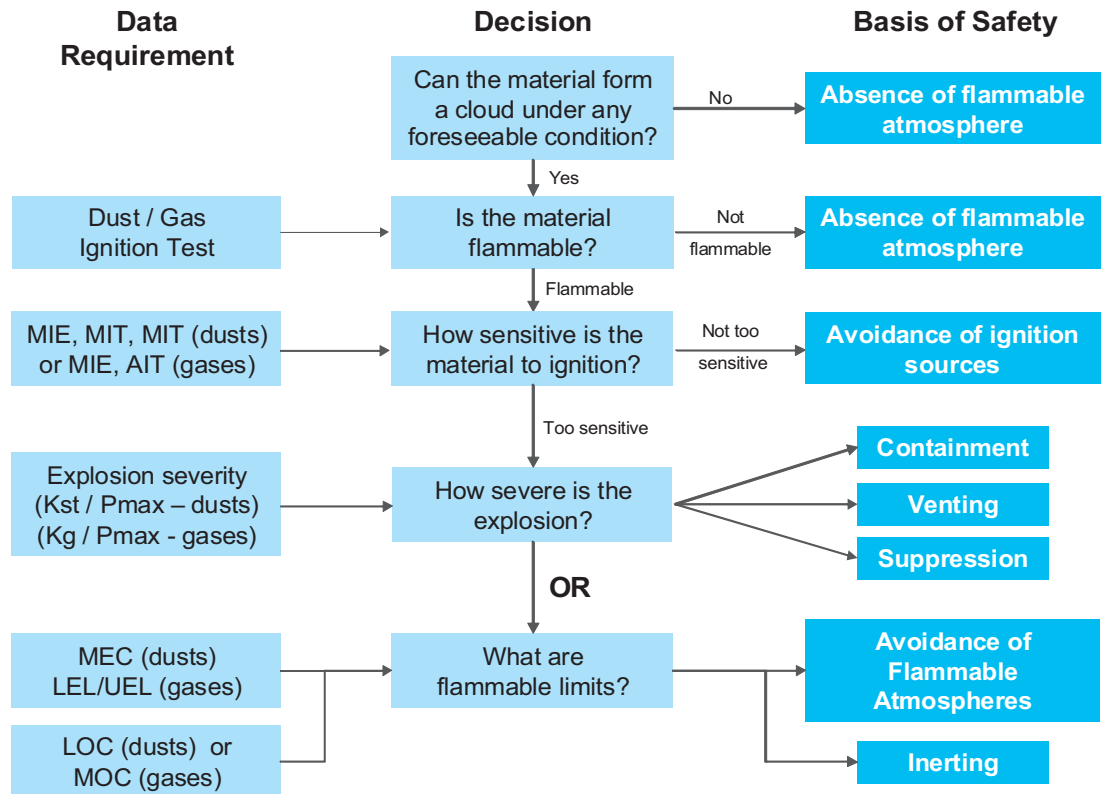 Data
Requirement
Decision
Basis of Safety
Can the material form
a cloud under any
foreseeable condition?
No
Absence of flammable
atmosphere
Yes
Dust / Gas
Ignition Test
Is the material
flammable?
Not
flammable
Absence of flammable
atmosphere
Flammable
MIE, MIT, MIT (dusts)
or MIE, AIT (gases)
How sensitive is the
material to ignition?
Not too
sensitive
Avoidance of ignition
sources
Too sensitive
Explosion severity
(Kst / Pmax – dusts)
(Kg / Pmax - gases)
How severe is the
explosion?
Containment
Venting
Suppression
OR
MEC (dusts)
LEL/UEL (gases)
What are
flammable limits?
Avoidance of
Flammable
Atmospheres
LOC (dusts) or
MOC (gases)
Inerting